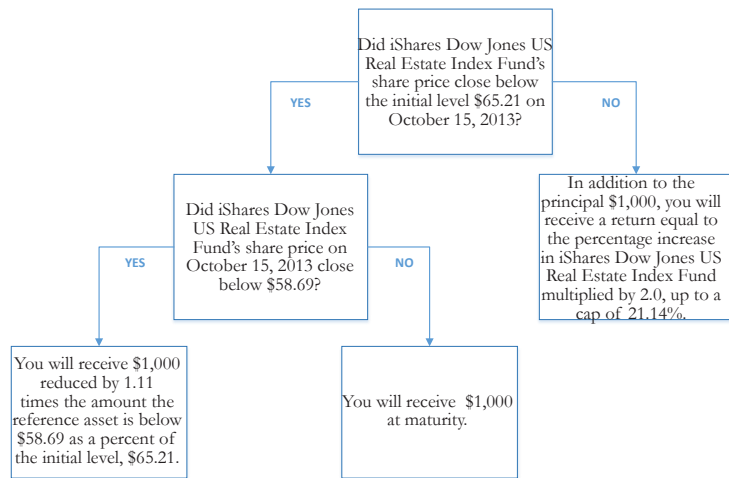 Did iShares Dow Jones US
Real Estate Index Fund's
share price close below
the initial level $65.21 on
October 15, 2013?
YES
NO
Did iShares Dow Jones
US Real Estate Index
Fund's share price on
October 15, 2013 close
below $58.69?
In addition to the
principal $1,000, you will
receive a return equal to
the percentage increase
in iShares Dow Jones US
Real Estate Index Fund
multiplied by 2.0, up to a
cap of 21.14%.
YES
NO
You will receive $1,000
reduced by 1.11
times the amount the
reference asset is below
$58.69 as a percent of
the initial level, $65.21.
You will receive $1,000
at maturity.